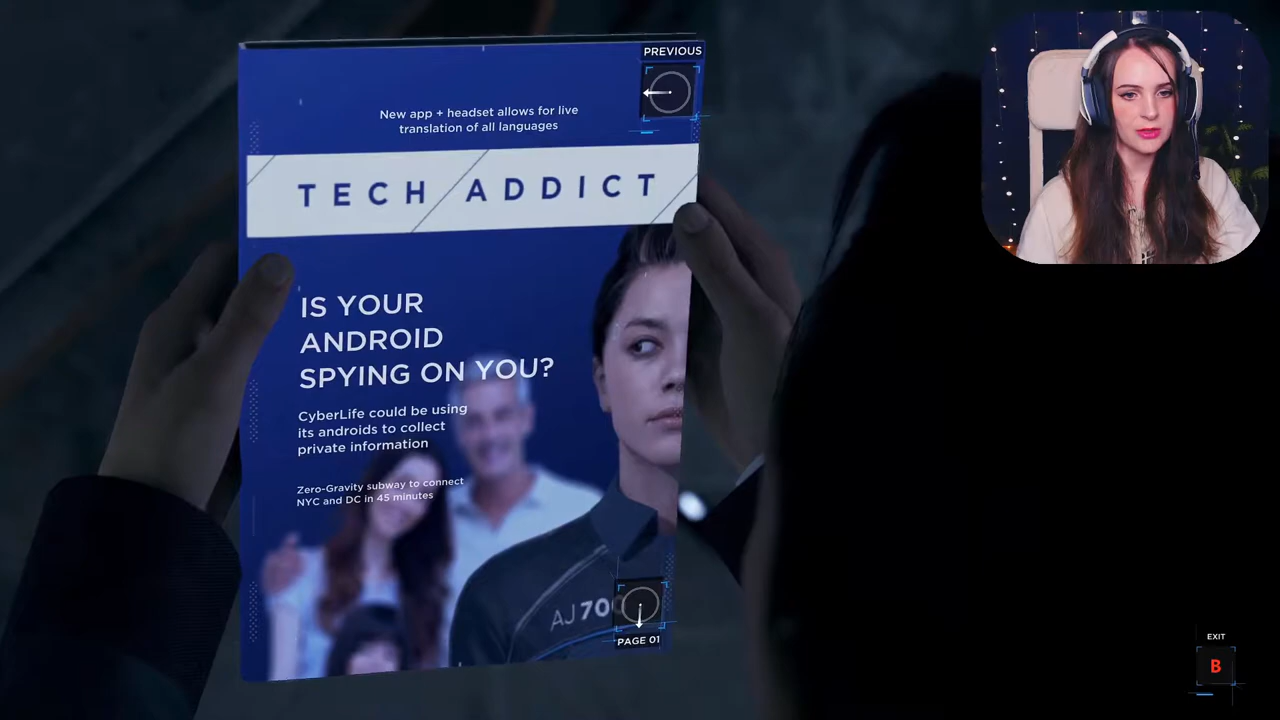 PREVIOUS
New app + headset allows for live
translation of all languages
TECH ADDICT
IS YOUR
ANDROID
SPYING ON YOU?
CyberLife could be using
its androids to collect
private information
Zero-Gravity subway to connect
NYC and DC in 45 minutes
AJ700
PAGE 01
EXIT
B